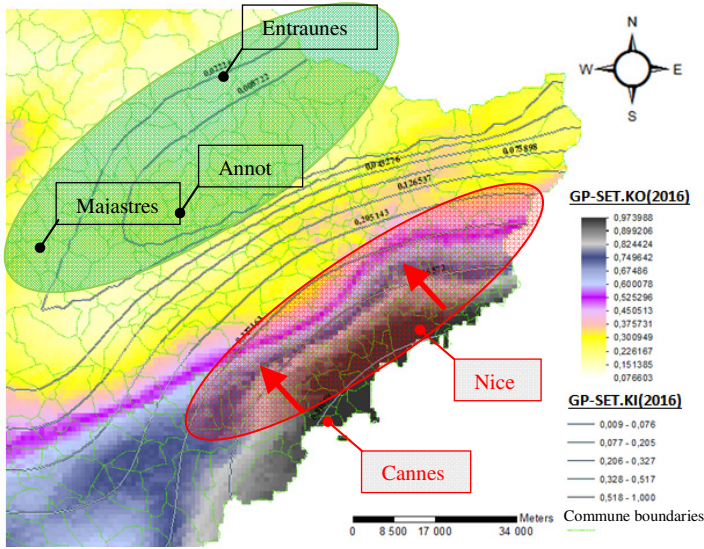 Entraunes
N
W
E
S
0,008722
Annot
0,045276
0,075898
0,126537
Majastres
0,205143
GP-SET.KO(2016)
0,973988
0,899206
0,824424
0,749642
0,67486
0,600078
0,525296
0,450513
0,375731
0,300949
0,226167
0,151385
0,076603
Nice
GP-SET.KI(2016)
0,009 - 0,076
0,077 - 0,205
0,206 - 0,327
0,328 - 0,517
0,518 - 1,000
Cannes
Meters
0 8 500 17 000 34 000
Commune boundaries